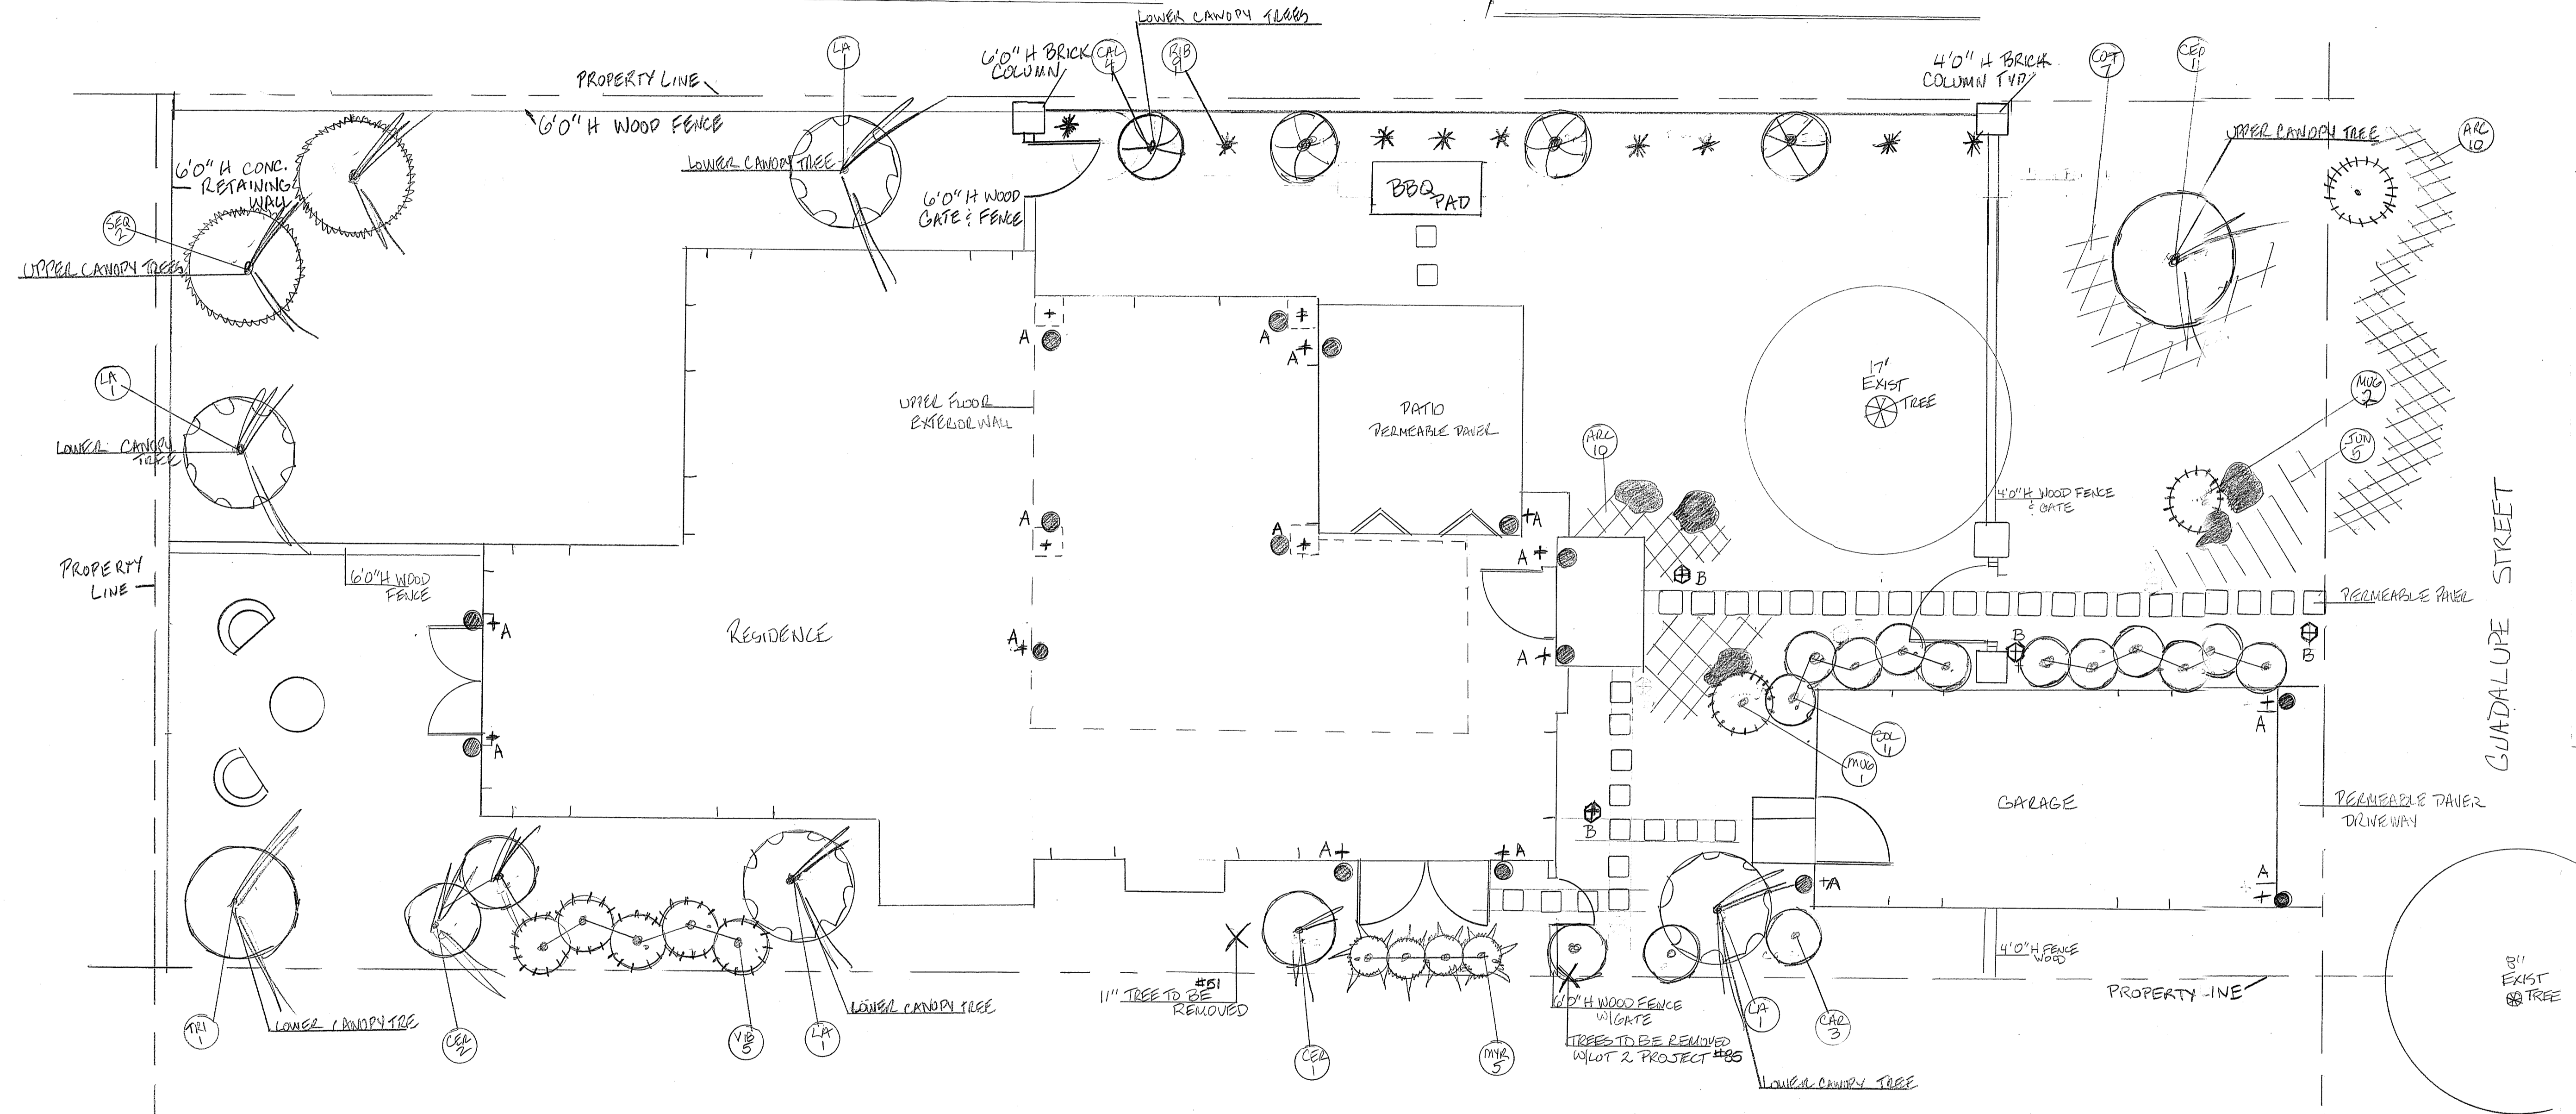 LOWER CANOPY TREES
LA
1
6'0" H BRICK
COLUMN
CAL
4
RIB
9
4'0" H BRICK
COLUMN TYP
COT
7
CED
11
PROPERTY LINE
6'0" H WOOD FENCE
UPPER CANOPY TREE
ARC
10
LOWER CANOPY TREE
6'0" H CONC.
RETAINING
WALL
BBQ
PAD
6'0" H WOOD
GATE & FENCE
SEQ
2
UPPER CANOPY TREES
A
A
A
LA
1
17"
EXIST
TREE
MUG
2
UPPER FLOOR
EXTERIOR WALL
PATIO
PERMEABLE PAVER
LOWER CANOPY
TREE
ARC
10
JUN
5
4'0" H WOOD FENCE
& GATE
A
A
A
A
GUADALUPE STREET
PROPERTY
LINE
6'0" H WOOD
FENCE
B
PERMEABLE PAVER
A
RESIDENCE
A
A
B
B
A
A
SOL
11
MUG
1
GARAGE
PERMEABLE PAVER
DRIVEWAY
B
A
A
A
A
4'0" H FENCE
WOOD
8"
EXIST
TREE
#51
11" TREE TO BE
REMOVED
PROPERTY LINE
LOWER CANOPY TREE
6'0" H WOOD FENCE
W/GATE
TREES TO BE REMOVED
W/LOT 2 PROJECT #85
TRI
1
LOWER CANOPY TRE
CER
2
VIB
5
LA
1
CER
1
MYR
5
LA
1
CAR
3
LOWER CANOPY TREE